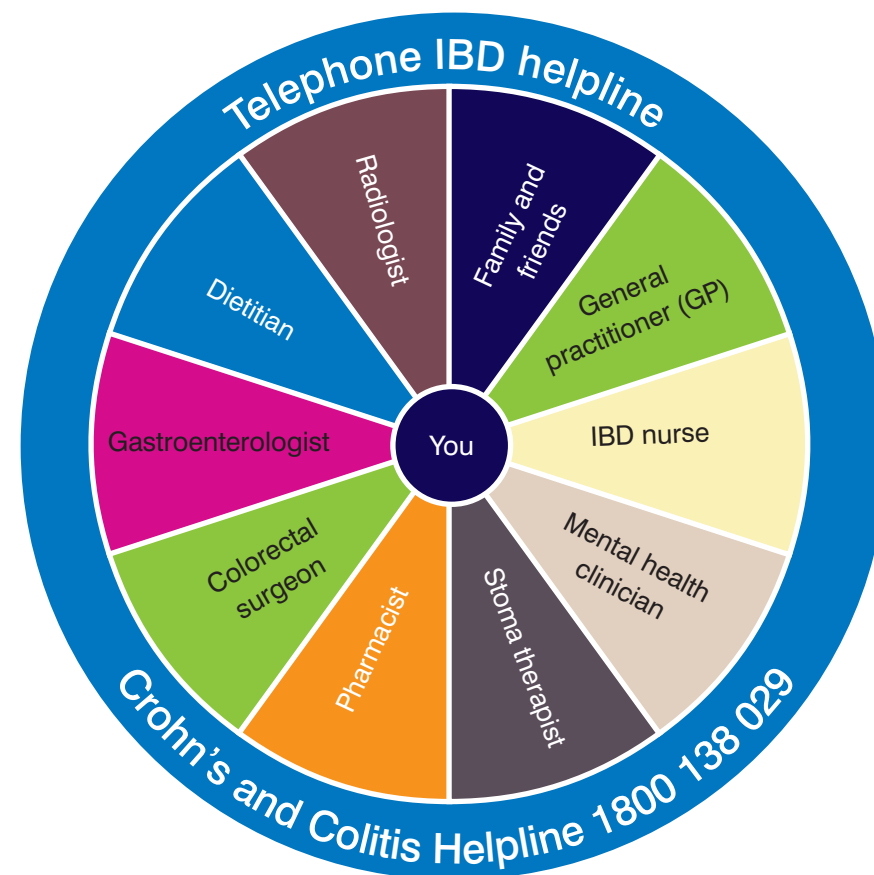 Telephone IBD helpline
Family and
friends
General
practitioner (GP)
IBD nurse
Mental health
clinician
Stoma therapist
Pharmacist
Colorectal
surgeon
Gastroenterologist
Dietitian
Radiologist
You
Crohn’s and Colitis Helpline 1800 138 029